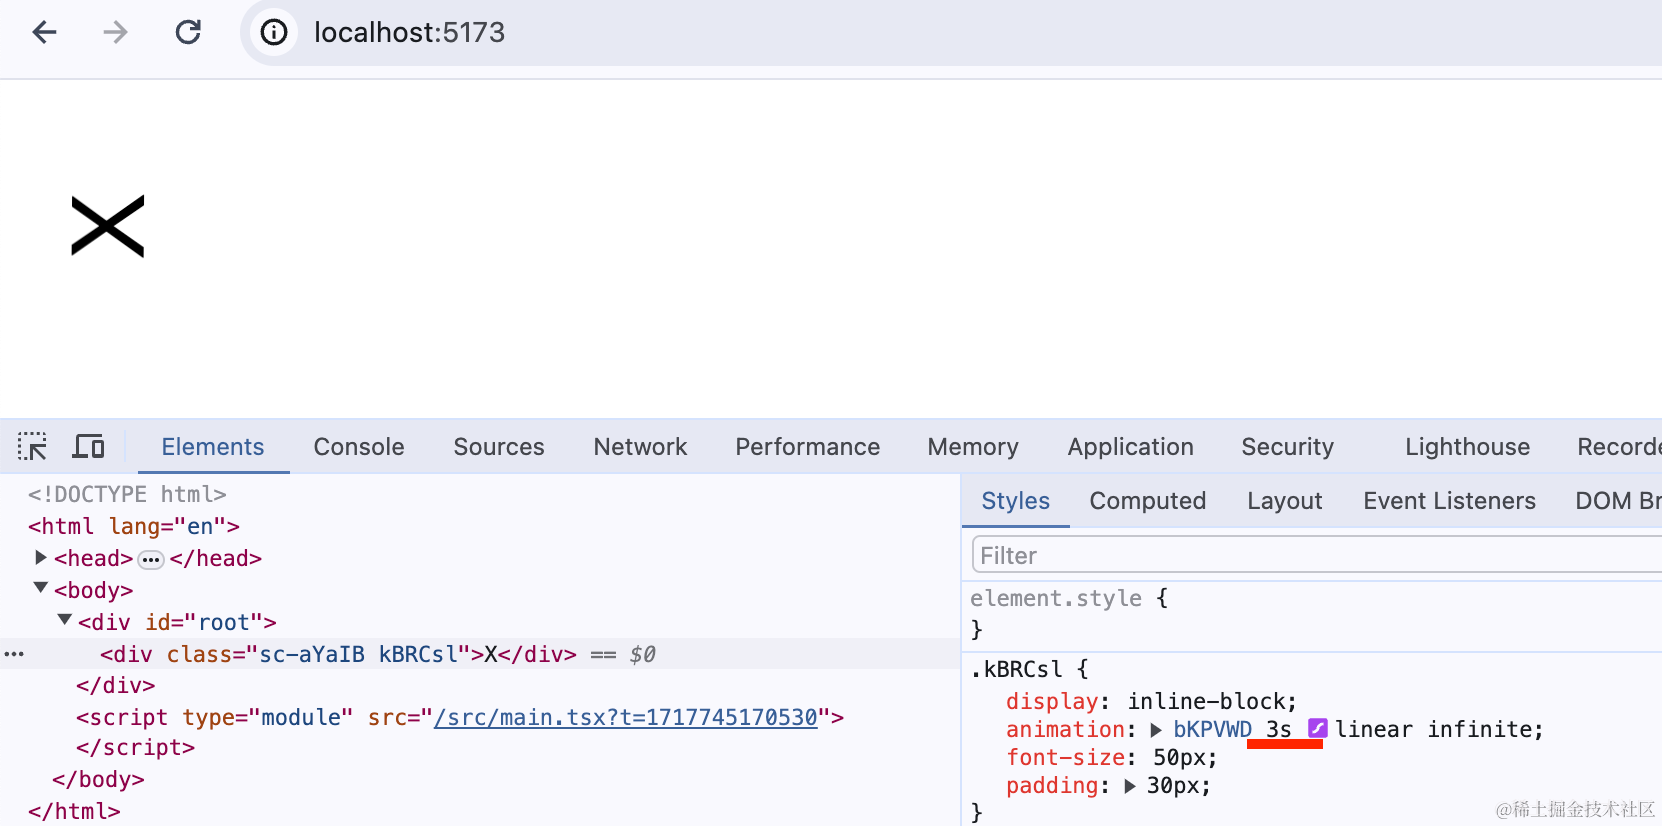 localhost:5173
X
Elements Console Sources Network Performance Memory Application Security Lighthouse Recorde
<!DOCTYPE html>
<html lang="en">
<head>••• </head>
<body>
<div id="root">
••• <div class="sc-aYaIB kBRCsl">X</div> == $0
</div>
<script type="module" src="/src/main.tsx?t=1717745170530">
</script>
</body>
</html>
Styles Computed Layout Event Listeners DOM Br
Filter
element.style {
}
.kBRCsl {
display: inline-block;
animation: bKPVWD 3s linear infinite;
font-size: 50px;
padding: 30px;
}
@稀土掘金技术社区